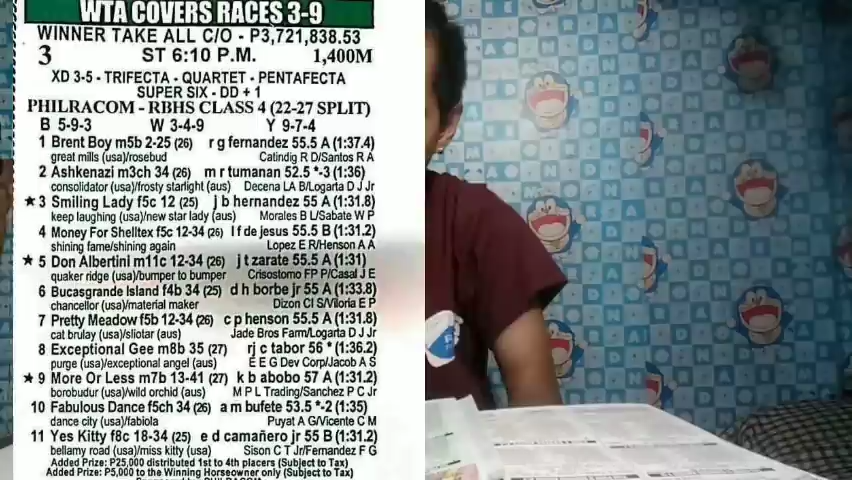 WTA COVERS RACES 3-9
WINNER TAKE ALL C/O - P3,721,838.53
3 ST 6:10 P.M. 1,400M
XD 3-5 - TRIFECTA - QUARTET - PENTAFECTA
SUPER SIX - DD + 1
PHILRACOM - RBHS CLASS 4 (22-27 SPLIT)
B 5-9-3 W 3-4-9 Y 9-7-4
1 Brent Boy m5b 2-25 (26) r g fernandez 55.5 A (1:37.4)
great mills (usa)/rosebud Catindig R D/Santos R A
2 Ashkenazi m3ch 34 (26) m r tumanan 52.5 *-3 (1:36)
consolidator (usa)/frosty starlight (aus) Decena LA B/Logarta D J Jr
★ 3 Smiling Lady f5c 12 (25) j b hernandez 55 A (1:31.8)
keep laughing (usa)/new star lady (aus) Morales B L/Sabate W P
4 Money For Shelltex f5c 12-34 (26) l f de jesus 55.5 B (1:31.2)
shining fame/shining again Lopez E R/Henson A A
★ 5 Don Albertini m11c 12-34 (26) j t zarate 55.5 A (1:31)
quaker ridge (usa)/bumper to bumper Crisostomo FP P/Casal J E
6 Bucasgrande Island f4b 34 (25) d h borbe jr 55 A (1:33.8)
chancellor (usa)/material maker Dizon CI S/Viloria E P
7 Pretty Meadow f5b 12-34 (26) c p henson 55.5 A (1:31.8)
cat brulay (usa)/sliotar (aus) Jade Bros Farm/Logarta D J Jr
8 Exceptional Gee m8b 35 (27) rj c tabor 56 * (1:36.2)
purge (usa)/exceptional angel (aus) E E G Dev Corp/Jacob A S
★ 9 More Or Less m7b 13-41 (27) k b abobo 57 A (1:31.2)
borobudur (usa)/wild orchid (aus) M P L Trading/Sanchez P C Jr
10 Fabulous Dance f5ch 34 (26) a m bufete 53.5 *-2 (1:35)
dance city (usa)/fabiola Puyat A G/Vicente C M
11 Yes Kitty f8c 18-34 (25) e d camañero jr 55 B (1:31.2)
bellamy road (usa)/miss kitty (usa) Sison C T Jr/Fernandez F G
Added Prize: P25,000 distributed 1st to 4th placers (Subject to Tax)
Added Prize: P5,000 to the Winning Horseowner only (Subject to Tax)